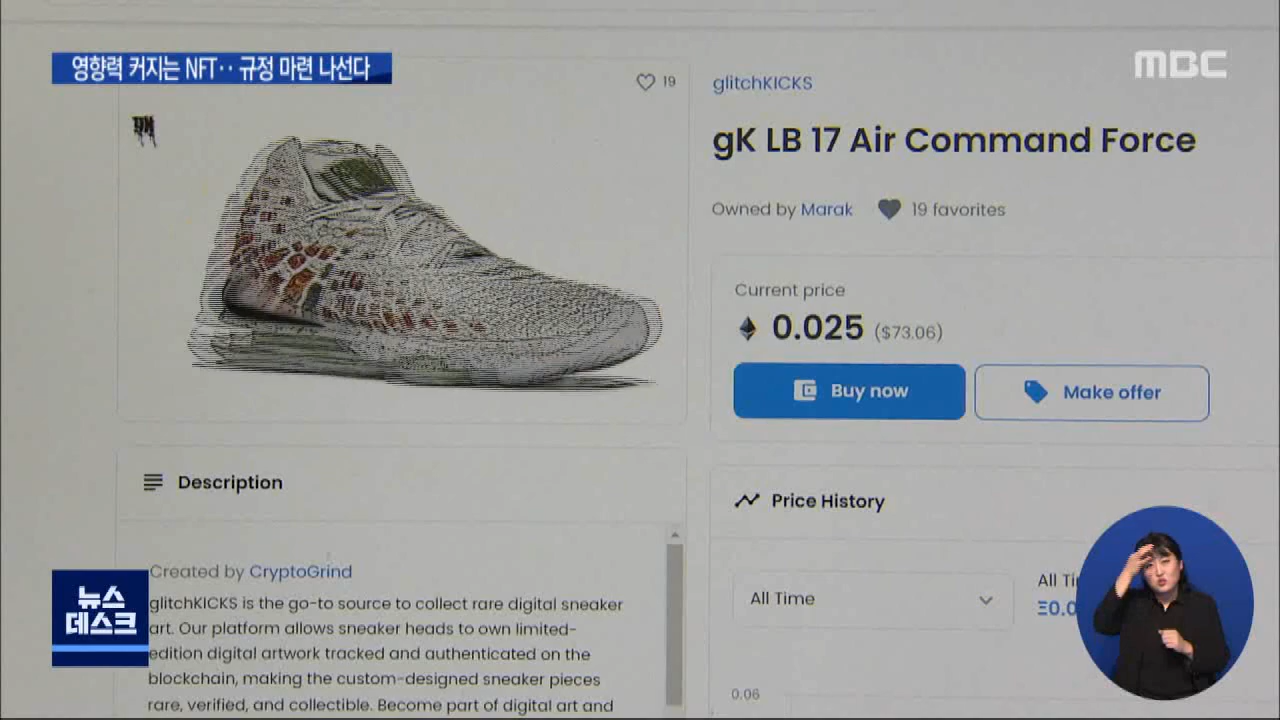 영향력 커지는 NFT‥ 규정 마련 나선다
MBC
19
glitchKICKS
gK LB 17 Air Command Force
Owned by Marak 19 favorites
Current price
0.025 ($73.06)
Buy now
Make offer
Description
Created by CryptoGrind
glitchKICKS is the go-to source to collect rare digital sneaker
art. Our platform allows sneaker heads to own limited-
edition digital artwork tracked and authenticated on the
blockchain, making the custom-designed sneaker pieces
rare, verified, and collectible. Become part of digital art and
Price History
All Time
All Ti
Ξ0.0
0.06
뉴스
데스크